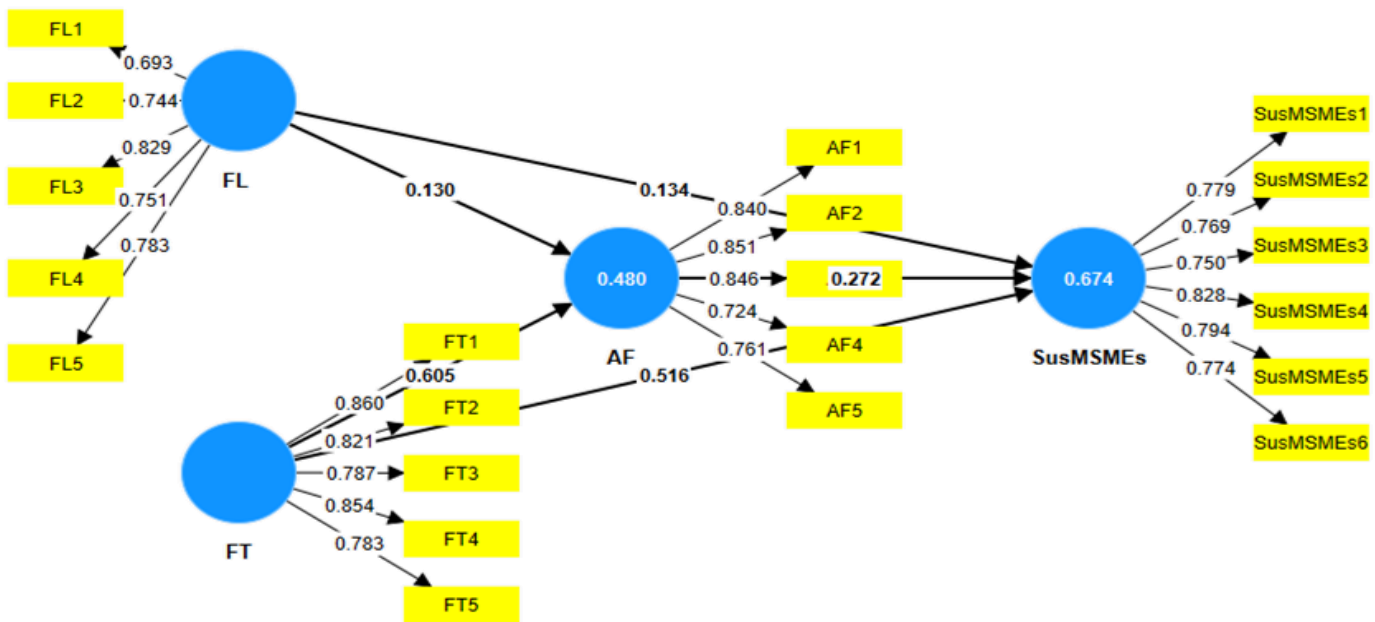 FL1
0.693
FL2
0.744
0.829
FL3
0.751
0.783
FL4
FL5
FL
0.130
0.134
AF1
0.840
AF2
0.851
0.846
0.272
0.724
AF4
0.761
AF5
0.480
AF
FT1
0.605
0.860
FT2
0.821
0.787
FT3
0.854
FT4
0.783
FT5
FT
0.516
SusMSMEs1
0.779
SusMSMEs2
0.769
0.750
SusMSMEs3
0.828
SusMSMEs4
0.794
0.774
SusMSMEs5
SusMSMEs6
0.674
SusMSMEs